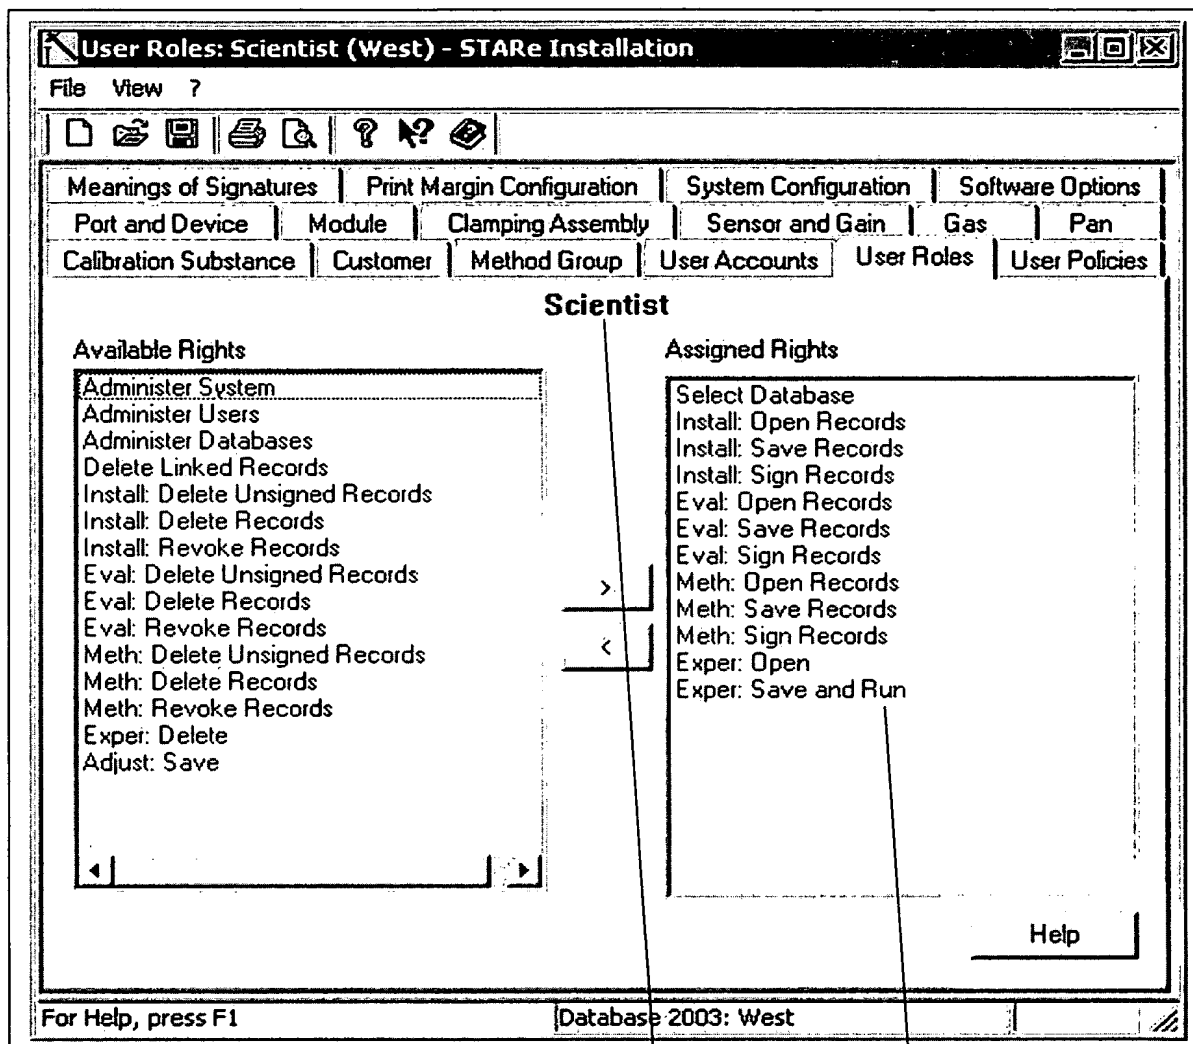 User Roles: Scientist (West) - STARe Installation
File View ?
Meanings of Signatures Print Margin Configuration System Configuration Software Options
Port and Device Module Clamping Assembly Sensor and Gain Gas Pan
Calibration Substance Customer Method Group User Accounts User Roles User Policies
Scientist
Available Rights
Administer System
Administer Users
Administer Databases
Delete Linked Records
Install: Delete Unsigned Records
Install: Delete Records
Install: Revoke Records
Eval: Delete Unsigned Records
Eval: Delete Records
Eval: Revoke Records
Meth: Delete Unsigned Records
Meth: Delete Records
Meth: Revoke Records
Exper: Delete
Adjust: Save
>
<
Assigned Rights
Select Database
Install: Open Records
Install: Save Records
Install: Sign Records
Eval: Open Records
Eval: Save Records
Eval: Sign Records
Meth: Open Records
Meth: Save Records
Meth: Sign Records
Exper: Open
Exper: Save and Run
Help
For Help, press F1 Database 2003: West